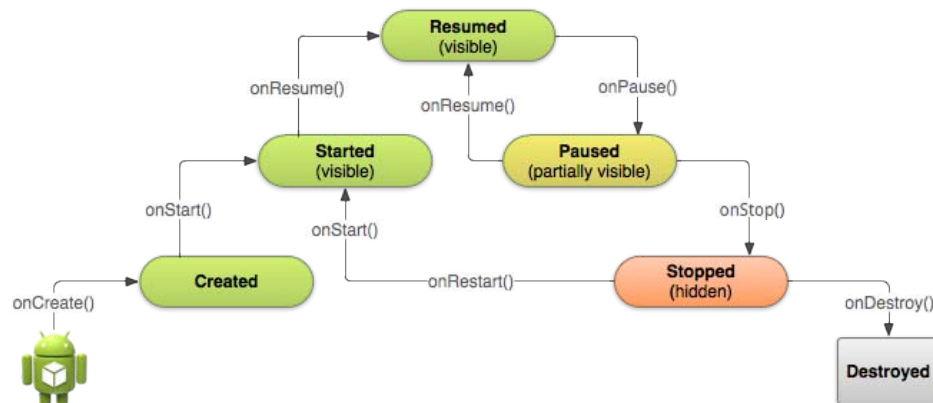 Resumed
(visible)
onResume()
onResume()
onPause()
Started
(visible)
Paused
(partially visible)
onStart()
onStart()
onStop()
Created
onRestart()
Stopped
(hidden)
onCreate()
onDestroy()
Destroyed